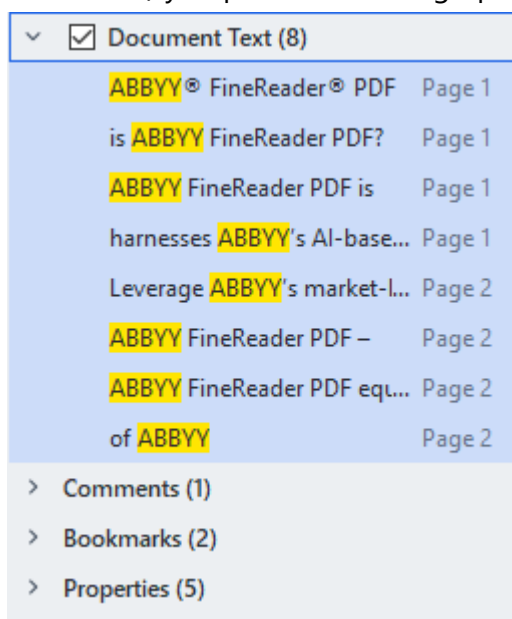 Document Text (8)
ABBYY® FineReader® PDF Page 1
is ABBYY FineReader PDF? Page 1
ABBYY FineReader PDF is Page 1
harnesses ABBYY's AI-base... Page 1
Leverage ABBYY's market-l... Page 2
ABBYY FineReader PDF – Page 2
ABBYY FineReader PDF equ... Page 2
of ABBYY Page 2
Comments (1)
Bookmarks (2)
Properties (5)